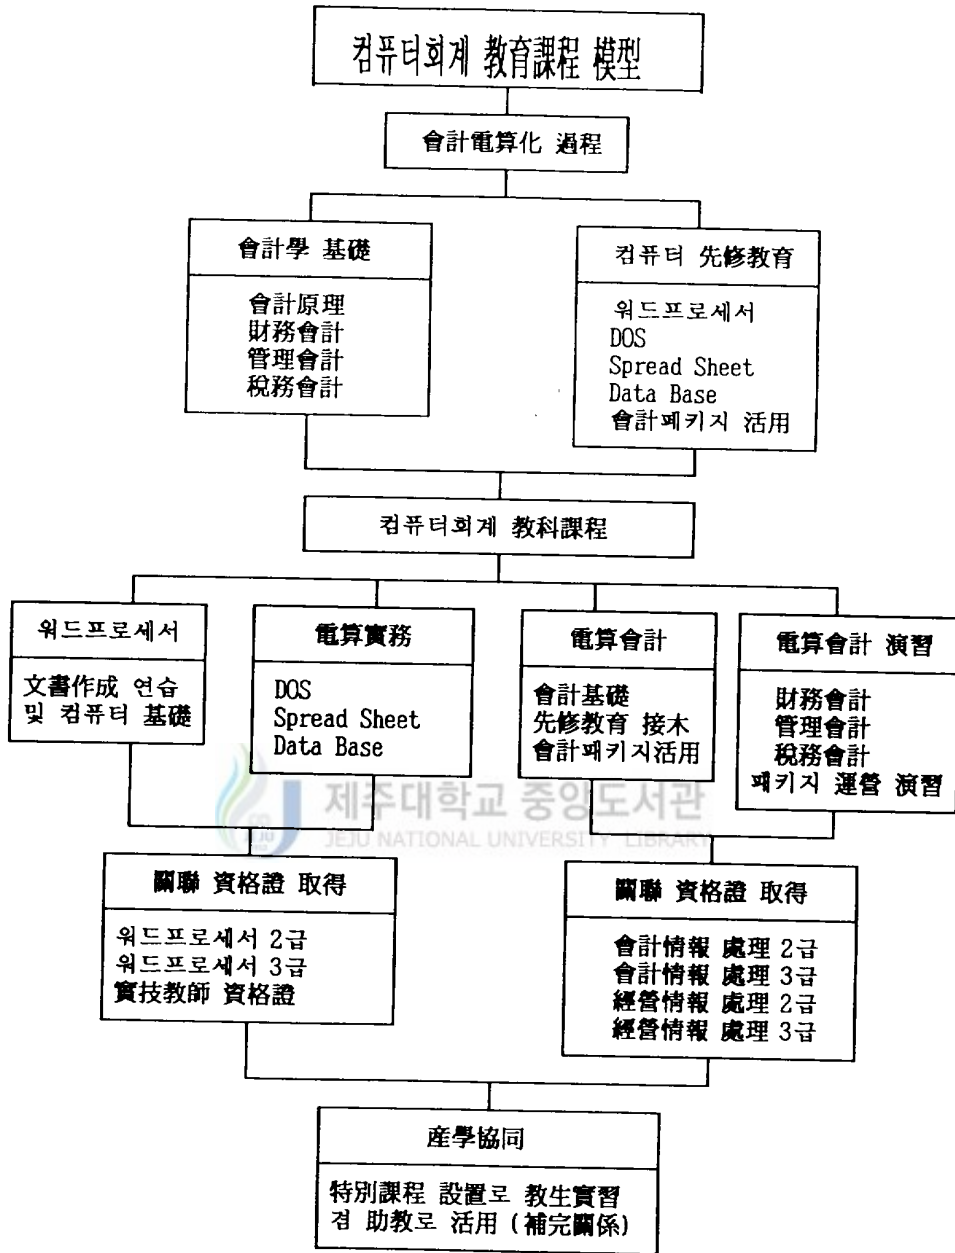 컴퓨터회계 教育課程 模型
會計電算化 過程
會計學 基礎
會計原理
財務會計
管理會計
稅務會計
컴퓨터 先修教育
워드프로세서
DOS
Spread Sheet
Data Base
會計페키지 活用
컴퓨터회계 教科課程
워드프로세서
文書作成 연습
및 컴퓨터 基礎
電算實務
DOS
Spread Sheet
Data Base
電算會計
會計基礎
先修教育 接木
會計패키지活用
電算會計 演習
財務會計
管理會計
稅務會計
패키지 運營 演習
제주대학교 중앙도서관
JEJU NATIONAL UNIVERSITY LIBRARY
關聯 資格證 取得
워드프로세서 2급
워드프로세서 3급
實技教師 資格證
關聯 資格證 取得
會計情報 處理 2급
會計情報 處理 3급
經營情報 處理 2급
經營情報 處理 3급
産學協同
特別課程 設置로 教生實習
겸 助教로 活用 (補完關係)